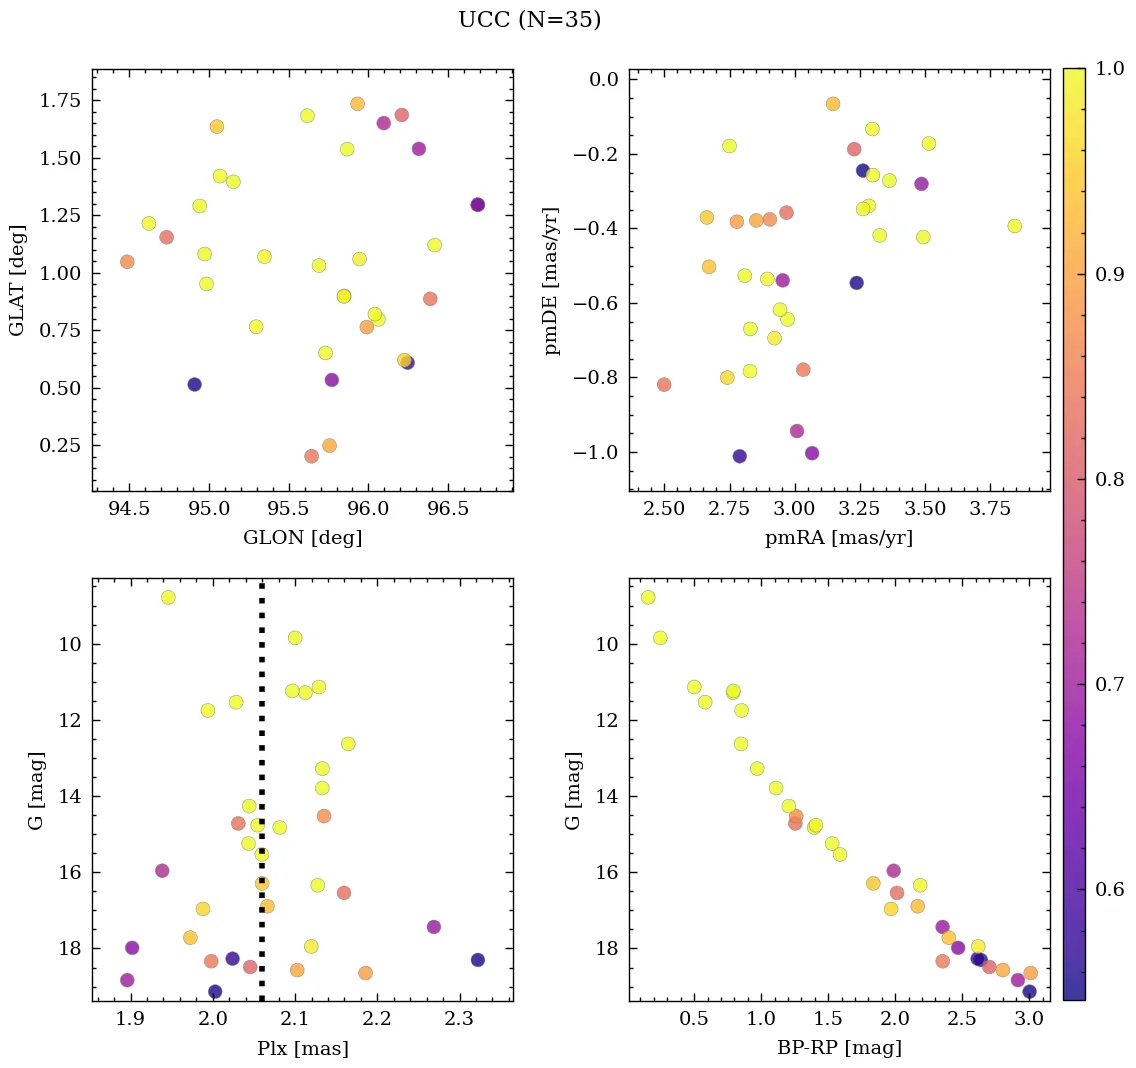 UCC (N=35)
1.75
1.50
1.25
1.00
0.75
0.50
0.25
GLAT [deg]
94.5 95.0 95.5 96.0 96.5
GLON [deg]
0.0
−0.2
−0.4
−0.6
−0.8
−1.0
pmDE [mas/yr]
2.50 2.75 3.00 3.25 3.50 3.75
pmRA [mas/yr]
1.0
0.9
0.8
0.7
0.6
10
12
14
16
18
G [mag]
1.9 2.0 2.1 2.2 2.3
Plx [mas]
10
12
14
16
18
G [mag]
0.5 1.0 1.5 2.0 2.5 3.0
BP-RP [mag]